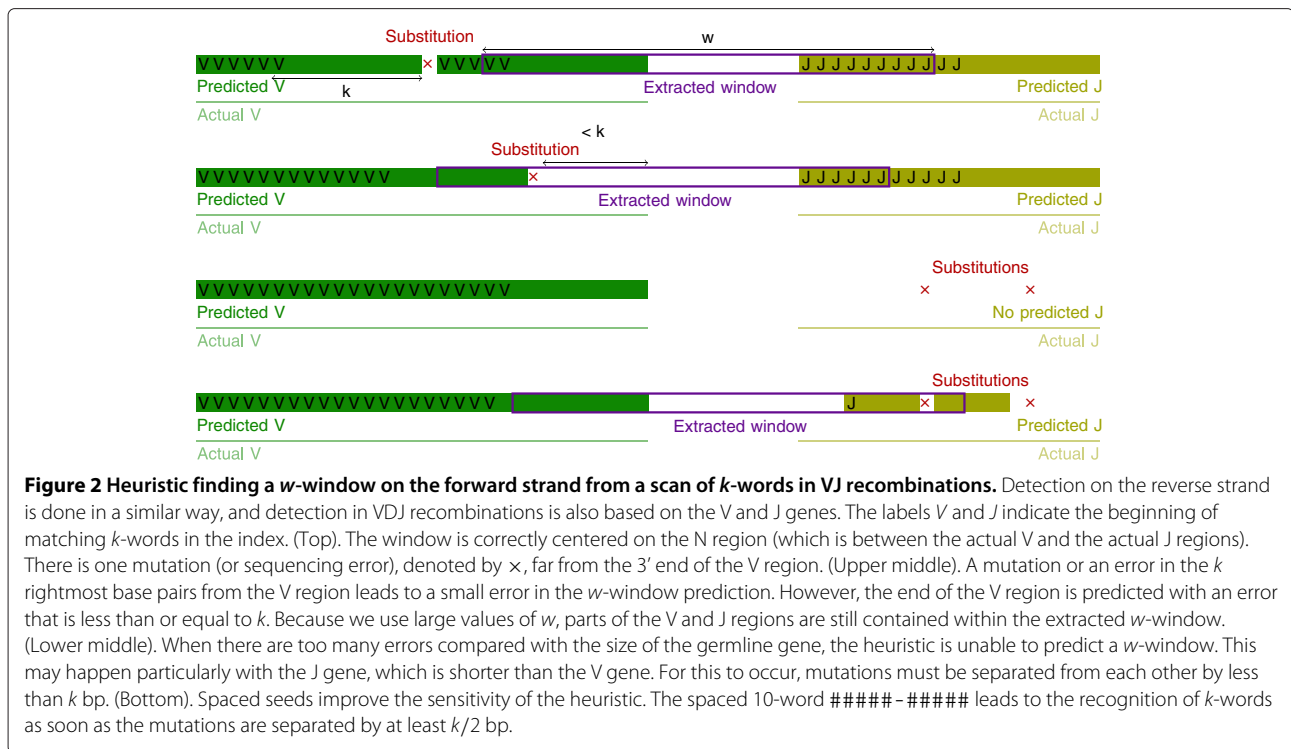 Substitution
w
V V V V V V × V V V V V J J J J J J J J J J J
Predicted V k Extracted window Predicted J
Actual V Actual J
< k
Substitution
V V V V V V V V V V V V V × J J J J J J J J J J J
Predicted V Extracted window Predicted J
Actual V Actual J
Substitutions
V V V V V V V V V V V V V V V V V V V V V × ×
Predicted V No predicted J
Actual V Actual J
Substitutions
V V V V V V V V V V V V V V V V V V V V J × ×
Predicted V Extracted window Predicted J
Actual V Actual J
Figure 2 Heuristic finding a w-window on the forward strand from a scan of k-words in VJ recombinations. Detection on the reverse
strand is done in a similar way, and detection in VDJ recombinations is also based on the V and J genes. The labels V and J indicate the beginning of
matching k-words in the index. (Top). The window is correctly centered on the N region (which is between the actual V and the actual J regions).
There is one mutation (or sequencing error), denoted by ×, far from the 3' end of the V region. (Upper middle). A mutation or an error in the k
rightmost base pairs from the V region leads to a small error in the w-window prediction. However, the end of the V region is predicted with an error
that is less than or equal to k. Because we use large values of w, parts of the V and J regions are still contained within the extracted w-window.
(Lower middle). When there are too many errors compared with the size of the germline gene, the heuristic is unable to predict a w-window. This
may happen particularly with the J gene, which is shorter than the V gene. For this to occur, mutations must be separated from each other by less
than k bp. (Bottom). Spaced seeds improve the sensitivity of the heuristic. The spaced 10-word #####-##### leads to the recognition of k-words
as soon as the mutations are separated by at least k/2 bp.